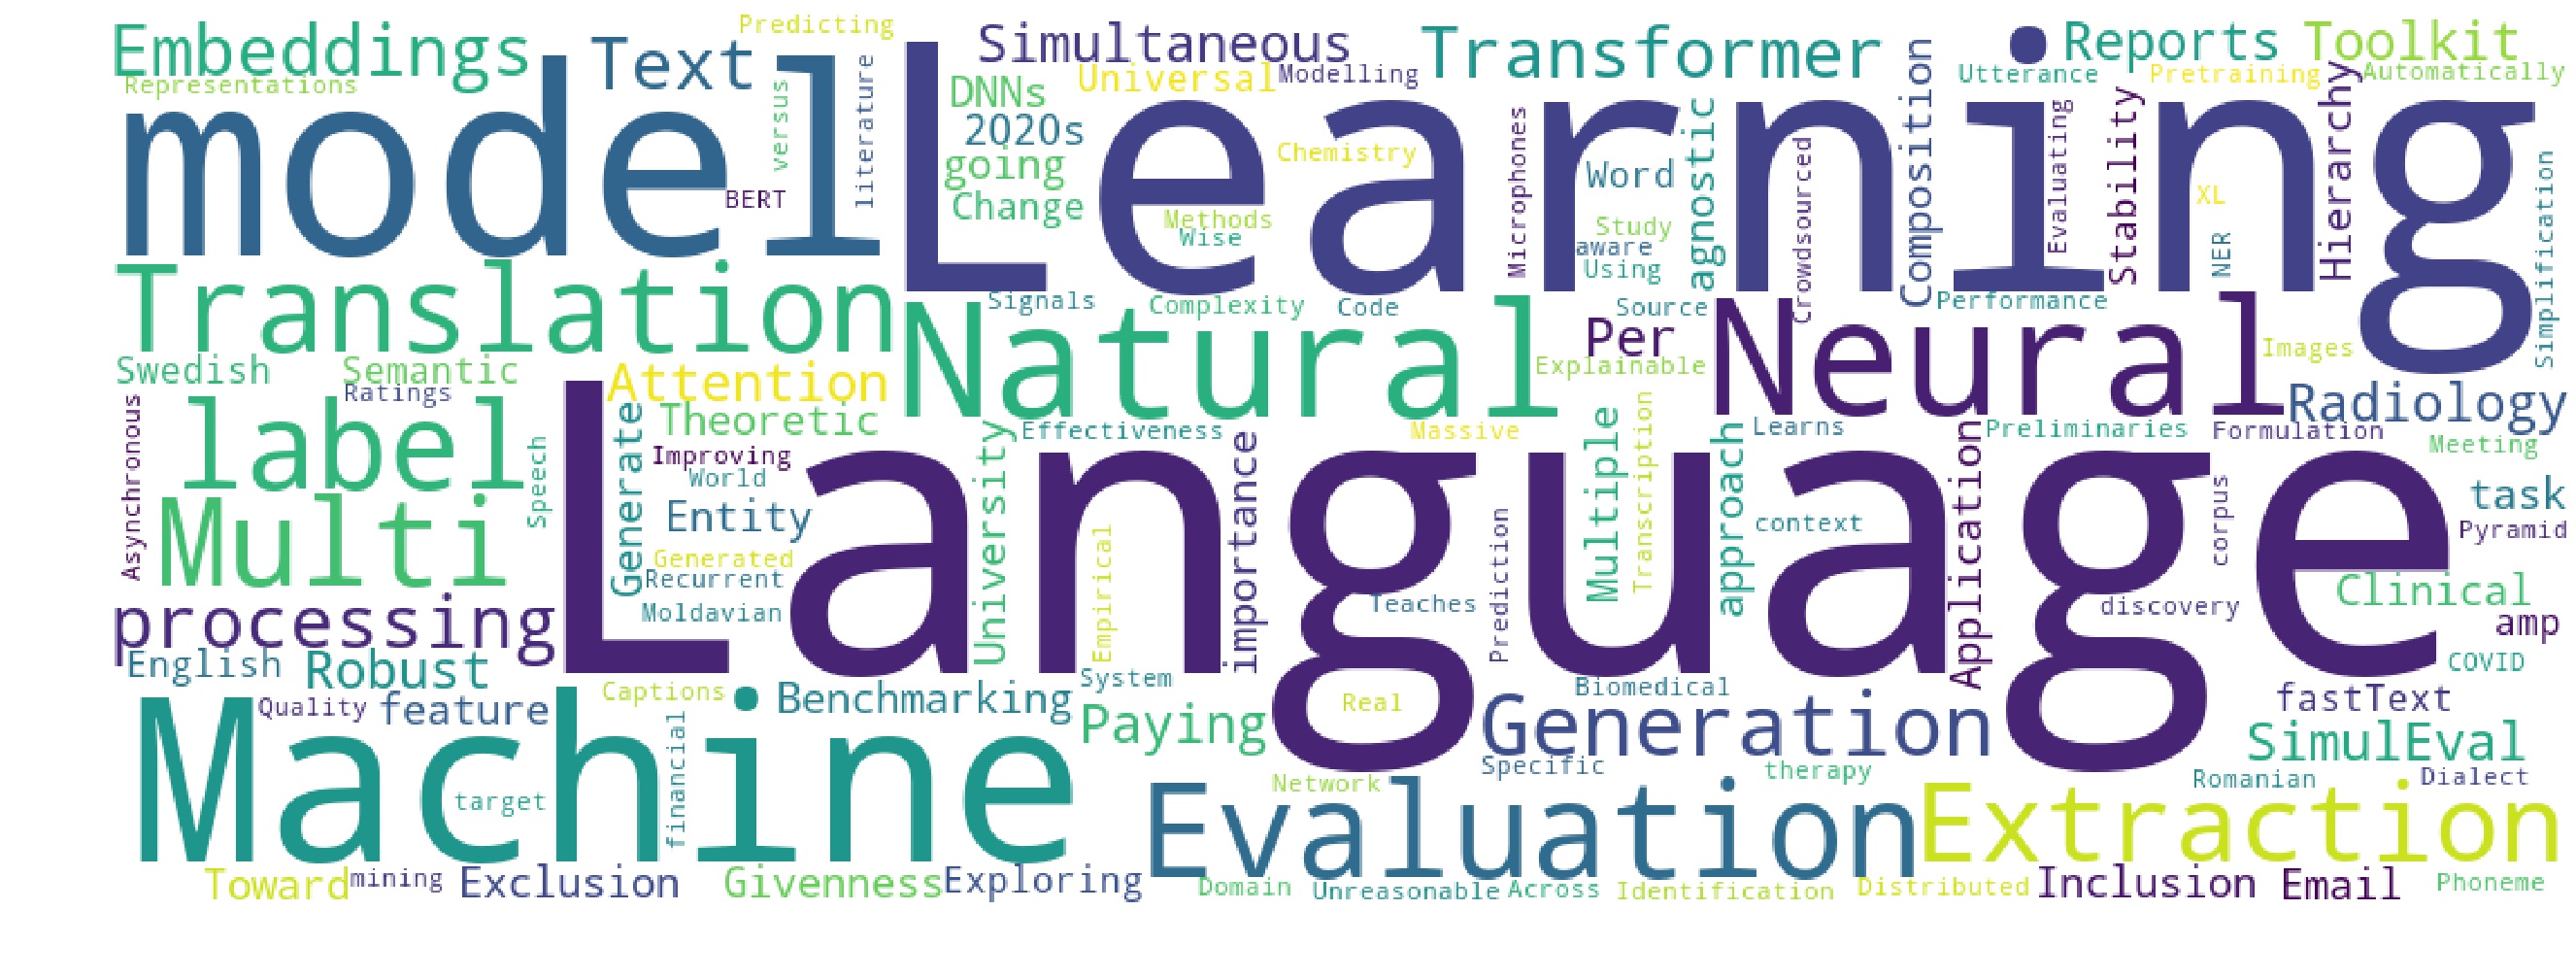 Embeddings
Representations
Text
Predicting
model
versus
literature
BERT
Learning
Simultaneous
Universal
Modelling
DNNs
2020s
going
Change
Chemistry
Methods
Wise
Transformer
Microphones
Word
Study
aware
Using
agnostic
Crowdsourced
Composition
Reports
Toolkit
Utterance
Pretraining
Automatically
Evaluating
Stability
XL
NER
Hierarchy
Simplification
Translation
Natural
Signals
Complexity
Code
Source
Per
Explainable
Performance
Neural
Images
Swedish
Semantic
Ratings
Attention
Theoretic
Radiology
label
Asynchronous
Speech
Multi
Generate
Improving
World
Entity
Generated
Recurrent
Moldavian
Language
University
Effectiveness
Empirical
importance
Massive
Teaches
Prediction
Multiple
Transcription
approach
Learns
context
Application
Preliminaries
Formulation
Meeting
corpus
discovery
task
Pyramid
Clinical
amp
COVID
processing
English
Robust
Quality
feature
Captions
Benchmarking
System
Paying
Real
Biomedical
Generation
Specific
therapy
fastText
SimulEval
Romanian
Dialect
Machine
target
financial
Network
Evaluation
Extraction
Toward
mining
Exclusion
Givenness
Exploring
Domain
Unreasonable
Across
Identification
Distributed
Inclusion
Email
Phoneme